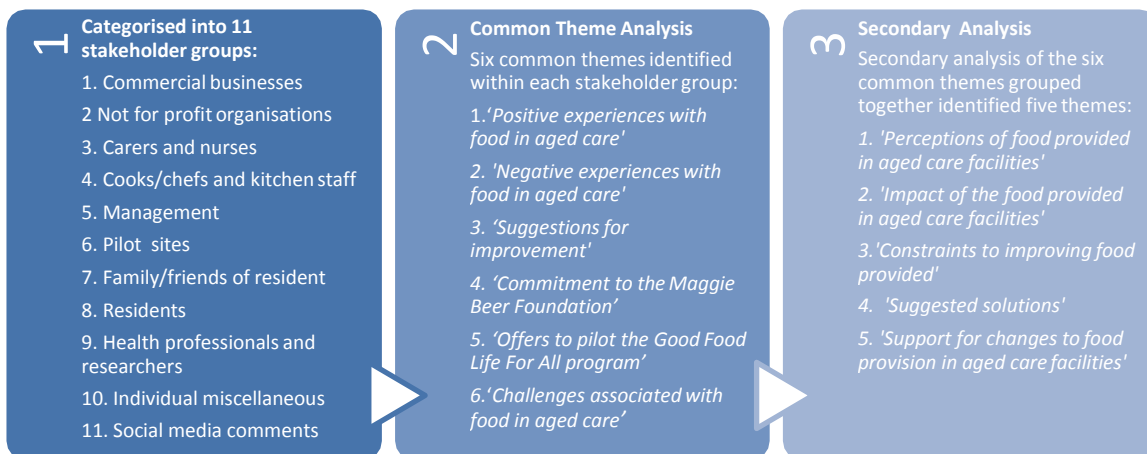 1
Categorised into 11
stakeholder groups:
1. Commercial businesses
2 Not for profit organisations
3. Carers and nurses
4. Cooks/chefs and kitchen staff
5. Management
6. Pilot sites
7. Family/friends of resident
8. Residents
9. Health professionals and
researchers
10. Individual miscellaneous
11. Social media comments
2
Common Theme Analysis
Six common themes identified
within each stakeholder group:
1.‘Positive experiences with
food in aged care'
2. 'Negative experiences with
food in aged care'
3. ‘Suggestions for
improvement'
4. ‘Commitment to the Maggie
Beer Foundation’
5. ‘Offers to pilot the Good Food
Life For All program’
6.‘Challenges associated with
food in aged care’
3
Secondary Analysis
Secondary analysis of the six
common themes grouped
together identified five themes:
1. 'Perceptions of food provided
in aged care facilities'
2. 'Impact of the food provided
in aged care facilities'
3.'Constraints to improving food
provided'
4. 'Suggested solutions'
5. 'Support for changes to food
provision in aged care facilities'